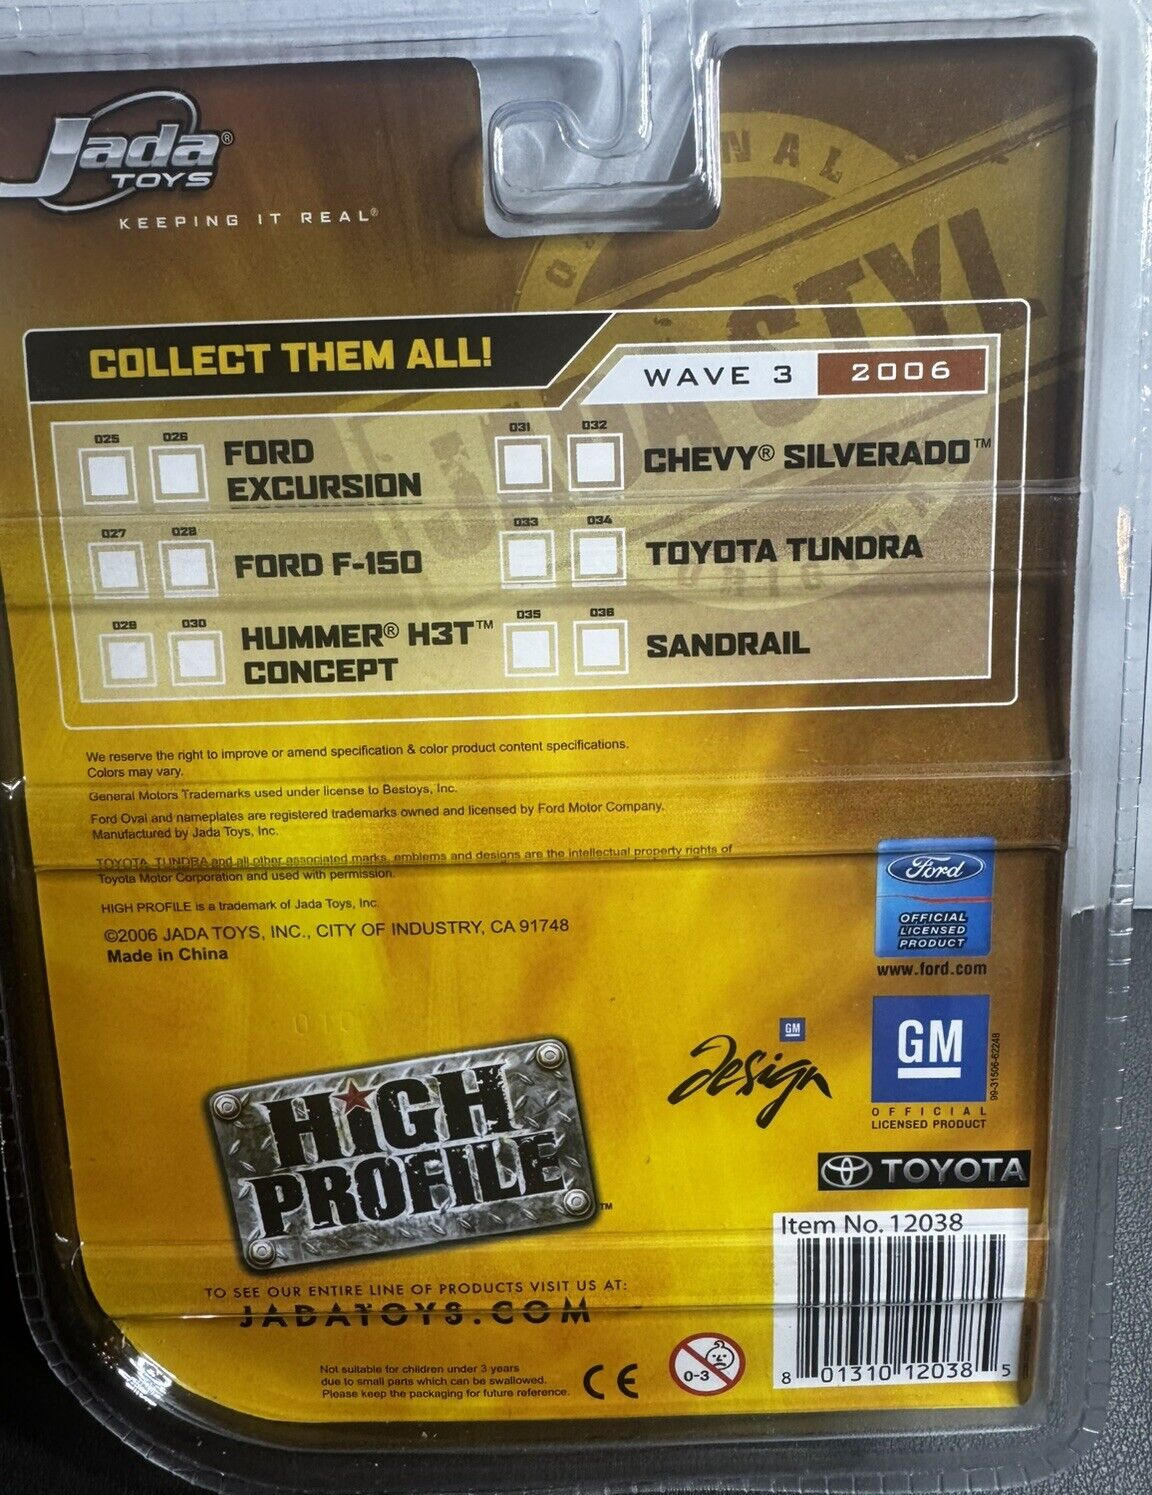 Jada®
TOYS
KEEPING IT REAL®
COLLECT THEM ALL!
WAVE 3 2006
025 026 FORD
EXCURSION
027 028 FORD F-150
029 030 HUMMER® H3T™
CONCEPT
031 032 CHEVY® SILVERADO™
033 034 TOYOTA TUNDRA
035 036 SANDRAIL
We reserve the right to improve or amend specification & color product content specifications.
Colors may vary.
General Motors Trademarks used under license to Bestoys, Inc.
Ford Oval and nameplates are registered trademarks owned and licensed by Ford Motor Company.
Manufactured by Jada Toys, Inc.
TOYOTA, TUNDRA and all other associated marks, emblems and designs are the intellectual property rights of
Toyota Motor Corporation and used with permission.
HIGH PROFILE is a trademark of Jada Toys, Inc.
©2006 JADA TOYS, INC., CITY OF INDUSTRY, CA 91748
Made in China
Ford
OFFICIAL
LICENSED
PRODUCT
www.ford.com
GM
design
GM
99-31506-62248
OFFICIAL
LICENSED PRODUCT
TOYOTA
HIGH
PROFILE™
TO SEE OUR ENTIRE LINE OF PRODUCTS VISIT US AT:
JADATOYS.COM
Not suitable for children under 3 years
due to small parts which can be swallowed.
Please keep the packaging for future reference.
CE
0-3
Item No. 12038
8 01310 12038 5